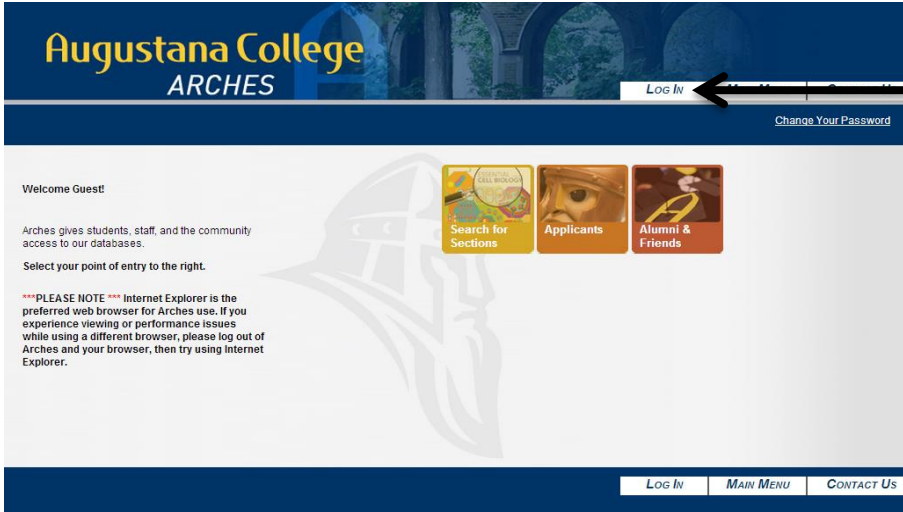 Augustana College
ARCHES
LOG IN
Change Your Password
Welcome Guest!
Arches gives students, staff, and the community
access to our databases.
Select your point of entry to the right.
***PLEASE NOTE *** Internet Explorer is the
preferred web browser for Arches use. If you
experience viewing or performance issues
while using a different browser, please log out of
Arches and your browser, then try using Internet
Explorer.
ESSENTIAL
CELL BIOLOGY
Search for
Sections
Applicants
Alumni &
Friends
LOG IN MAIN MENU CONTACT US